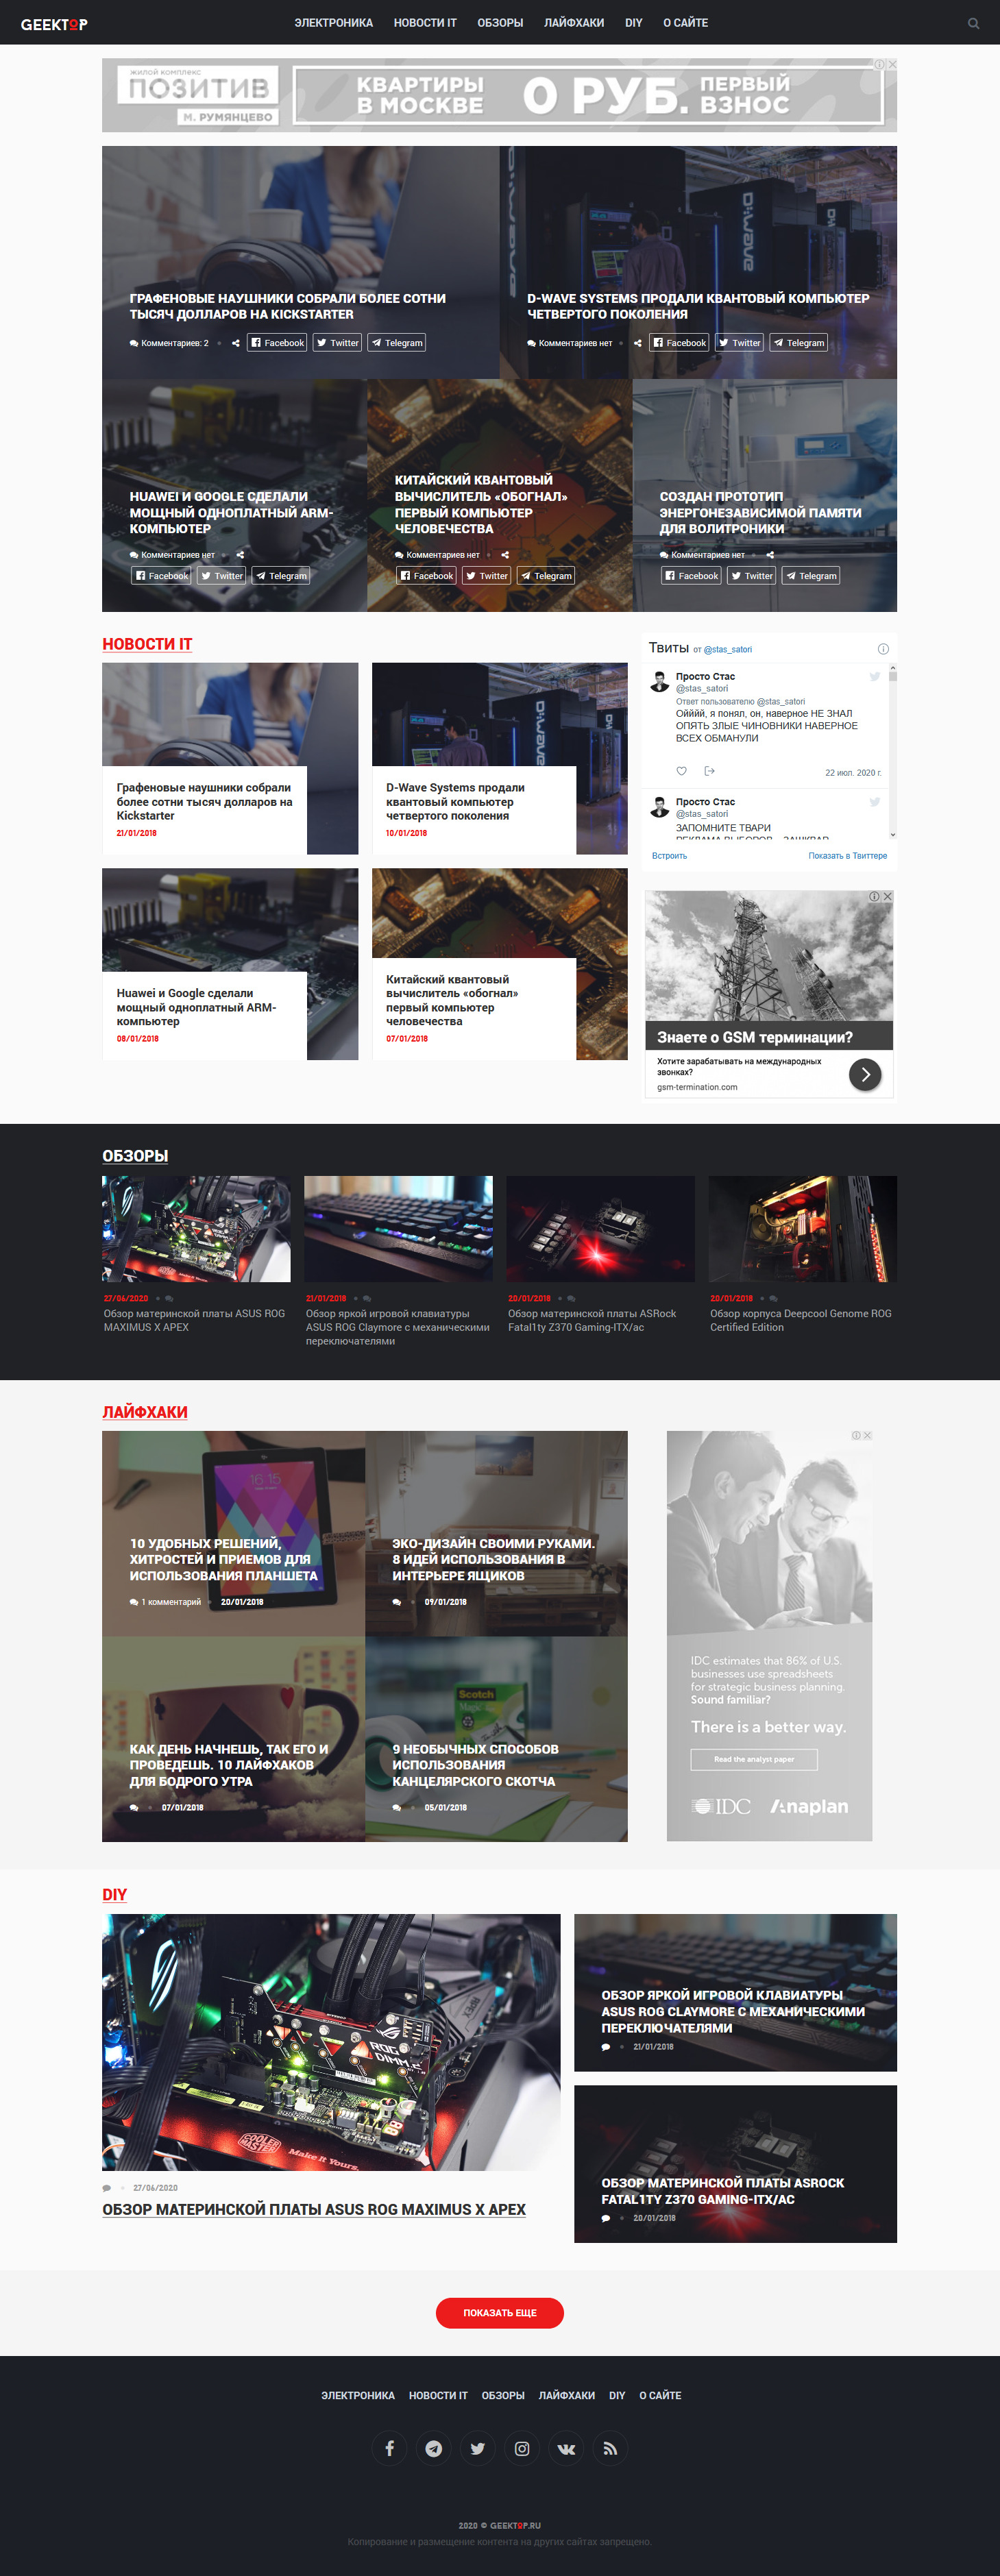 GEEKTOP
ЭЛЕКТРОНИКА НОВОСТИ IT ОБЗОРЫ ЛАЙФХАКИ DIY О САЙТЕ
ЖИЛОЙ КОМПЛЕКС
ПОЗИТИВ
М. РУМЯНЦЕВО
КВАРТИРЫ
В МОСКВЕ
0 РУБ.
ПЕРВЫЙ
ВЗНОС
ГРАФЕНОВЫЕ НАУШНИКИ СОБРАЛИ БОЛЕЕ СОТНИ
ТЫСЯЧ ДОЛЛАРОВ НА KICKSTARTER
Комментариев: 2 Facebook Twitter Telegram
D-WAVE SYSTEMS ПРОДАЛИ КВАНТОВЫЙ КОМПЬЮТЕР
ЧЕТВЕРТОГО ПОКОЛЕНИЯ
Комментариев нет Facebook Twitter Telegram
HUAWEI И GOOGLE СДЕЛАЛИ
МОЩНЫЙ ОДНОПЛАТНЫЙ ARM-
КОМПЬЮТЕР
Комментариев нет
Facebook Twitter Telegram
КИТАЙСКИЙ КВАНТОВЫЙ
ВЫЧИСЛИТЕЛЬ «ОБОГНАЛ»
ПЕРВЫЙ КОМПЬЮТЕР
ЧЕЛОВЕЧЕСТВА
Комментариев нет
Facebook Twitter Telegram
СОЗДАН ПРОТОТИП
ЭНЕРГОНЕЗАВИСИМОЙ ПАМЯТИ
ДЛЯ ВОЛИТРОНИКИ
Комментариев нет
Facebook Twitter Telegram
НОВОСТИ IT
Графеновые наушники собрали
более сотни тысяч долларов на
Kickstarter
21/01/2018
D-Wave Systems продали
квантовый компьютер
четвертого поколения
10/01/2018
Huawei и Google сделали
мощный одноплатный ARM-
компьютер
08/01/2018
Китайский квантовый
вычислитель «обогнал»
первый компьютер
человечества
07/01/2018
Твиты от @stas_satori
Просто Стас
@stas_satori
Ответ пользователю @stas_satori
Ойййй, я понял, он, наверное НЕ ЗНАЛ
ОПЯТЬ ЗЛЫЕ ЧИНОВНИКИ НАВЕРНОЕ
ВСЕХ ОБМАНУЛИ
22 июл. 2020 г.
Просто Стас
@stas_satori
ЗАПОМНИТЕ ТВАРИ
Встроить Показать в Твиттере
Знаете о GSM терминации?
Хотите зарабатывать на международных
звонках?
gsm-termination.com
ОБЗОРЫ
27/06/2020
Обзор материнской платы ASUS ROG
MAXIMUS X APEX
21/01/2018
Обзор яркой игровой клавиатуры
ASUS ROG Claymore с механическими
переключателями
20/01/2018
Обзор материнской платы ASRock
Fatal1ty Z370 Gaming-ITX/ac
20/01/2018
Обзор корпуса Deepcool Genome ROG
Certified Edition
ЛАЙФХАКИ
16 15
10 УДОБНЫХ РЕШЕНИЙ,
ХИТРОСТЕЙ И ПРИЕМОВ ДЛЯ
ИСПОЛЬЗОВАНИЯ ПЛАНШЕТА
1 комментарий 20/01/2018
ЭКО-ДИЗАЙН СВОИМИ РУКАМИ.
8 ИДЕЙ ИСПОЛЬЗОВАНИЯ В
ИНТЕРЬЕРЕ ЯЩИКОВ
09/01/2018
КАК ДЕНЬ НАЧНЕШЬ, ТАК ЕГО И
ПРОВЕДЕШЬ. 10 ЛАЙФХАКОВ
ДЛЯ БОДРОГО УТРА
07/01/2018
Scotch
Magic
9 НЕОБЫЧНЫХ СПОСОБОВ
ИСПОЛЬЗОВАНИЯ
КАНЦЕЛЯРСКОГО СКОТЧА
05/01/2018
IDC estimates that 86% of U.S.
businesses use spreadsheets
for strategic business planning.
Sound familiar?
There is a better way.
Read the analyst paper
IDC Anaplan
DIY
ROG
DIMM.2
COOLER
MASTER
Make It Yours.
27/06/2020
ОБЗОР МАТЕРИНСКОЙ ПЛАТЫ ASUS ROG MAXIMUS X APEX
ОБЗОР ЯРКОЙ ИГРОВОЙ КЛАВИАТУРЫ
ASUS ROG CLAYMORE С МЕХАНИЧЕСКИМИ
ПЕРЕКЛЮЧАТЕЛЯМИ
21/01/2018
ОБЗОР МАТЕРИНСКОЙ ПЛАТЫ ASROCK
FATAL1TY Z370 GAMING-ITX/AC
20/01/2018
ПОКАЗАТЬ ЕЩЕ
ЭЛЕКТРОНИКА НОВОСТИ IT ОБЗОРЫ ЛАЙФХАКИ DIY О САЙТЕ
2020 © GEEKTOP.RU
Копирование и размещение контента на других сайтах запрещено.